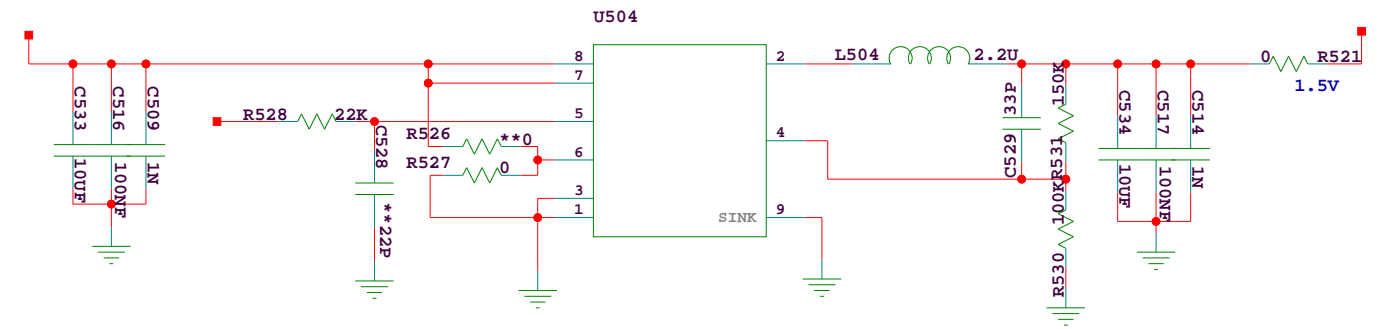 U504
8
7
5
6
3
1
2
4
9
SINK
L504
2.2U
0
R521
1.5V
C533
C516
C509
10UF
100NF
1N
R528
22K
C528
**22P
R526
**0
R527
0
33P
C529
150K
R531
100K
R530
C534
C517
C514
10UF
100NF
1N